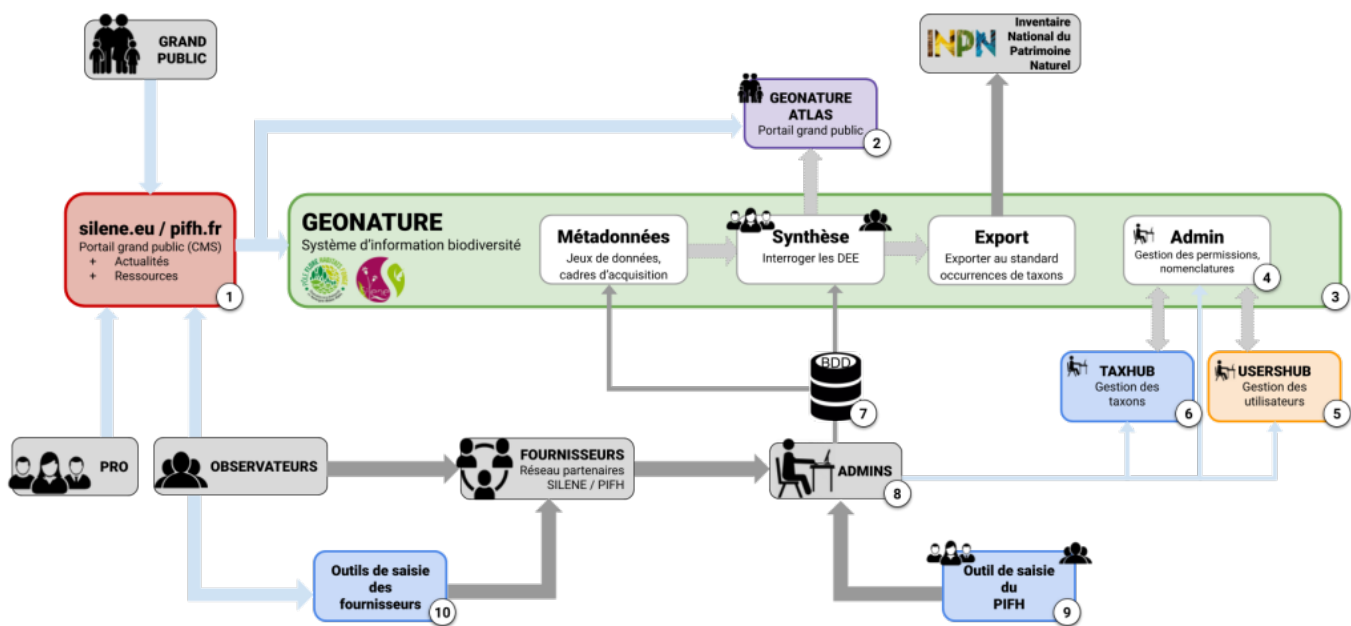 GRAND
PUBLIC
INPN
Inventaire
National du
Patrimoine
Naturel
GEONATURE
ATLAS
Portail grand public
2
silene.eu / pifh.fr
Portail grand public (CMS)
+ Actualités
+ Ressources
1
GEONATURE
Système d'information biodiversité
Métadonnées
Jeux de données,
cadres d'acquisition
Synthèse
Interroger les DEE
Export
Exporter au standard
occurrences de taxons
Admin
Gestion des permissions,
nomenclatures
4
3
BDD
7
TAXHUB
Gestion des
taxons
6
USERSHUB
Gestion des
utilisateurs
5
PRO
OBSERVATEURS
FOURNISSEURS
Réseau partenaires
SILENE / PIFH
ADMINS
8
Outils de saisie
des
fournisseurs
10
Outil de saisie
du
PIFH
9